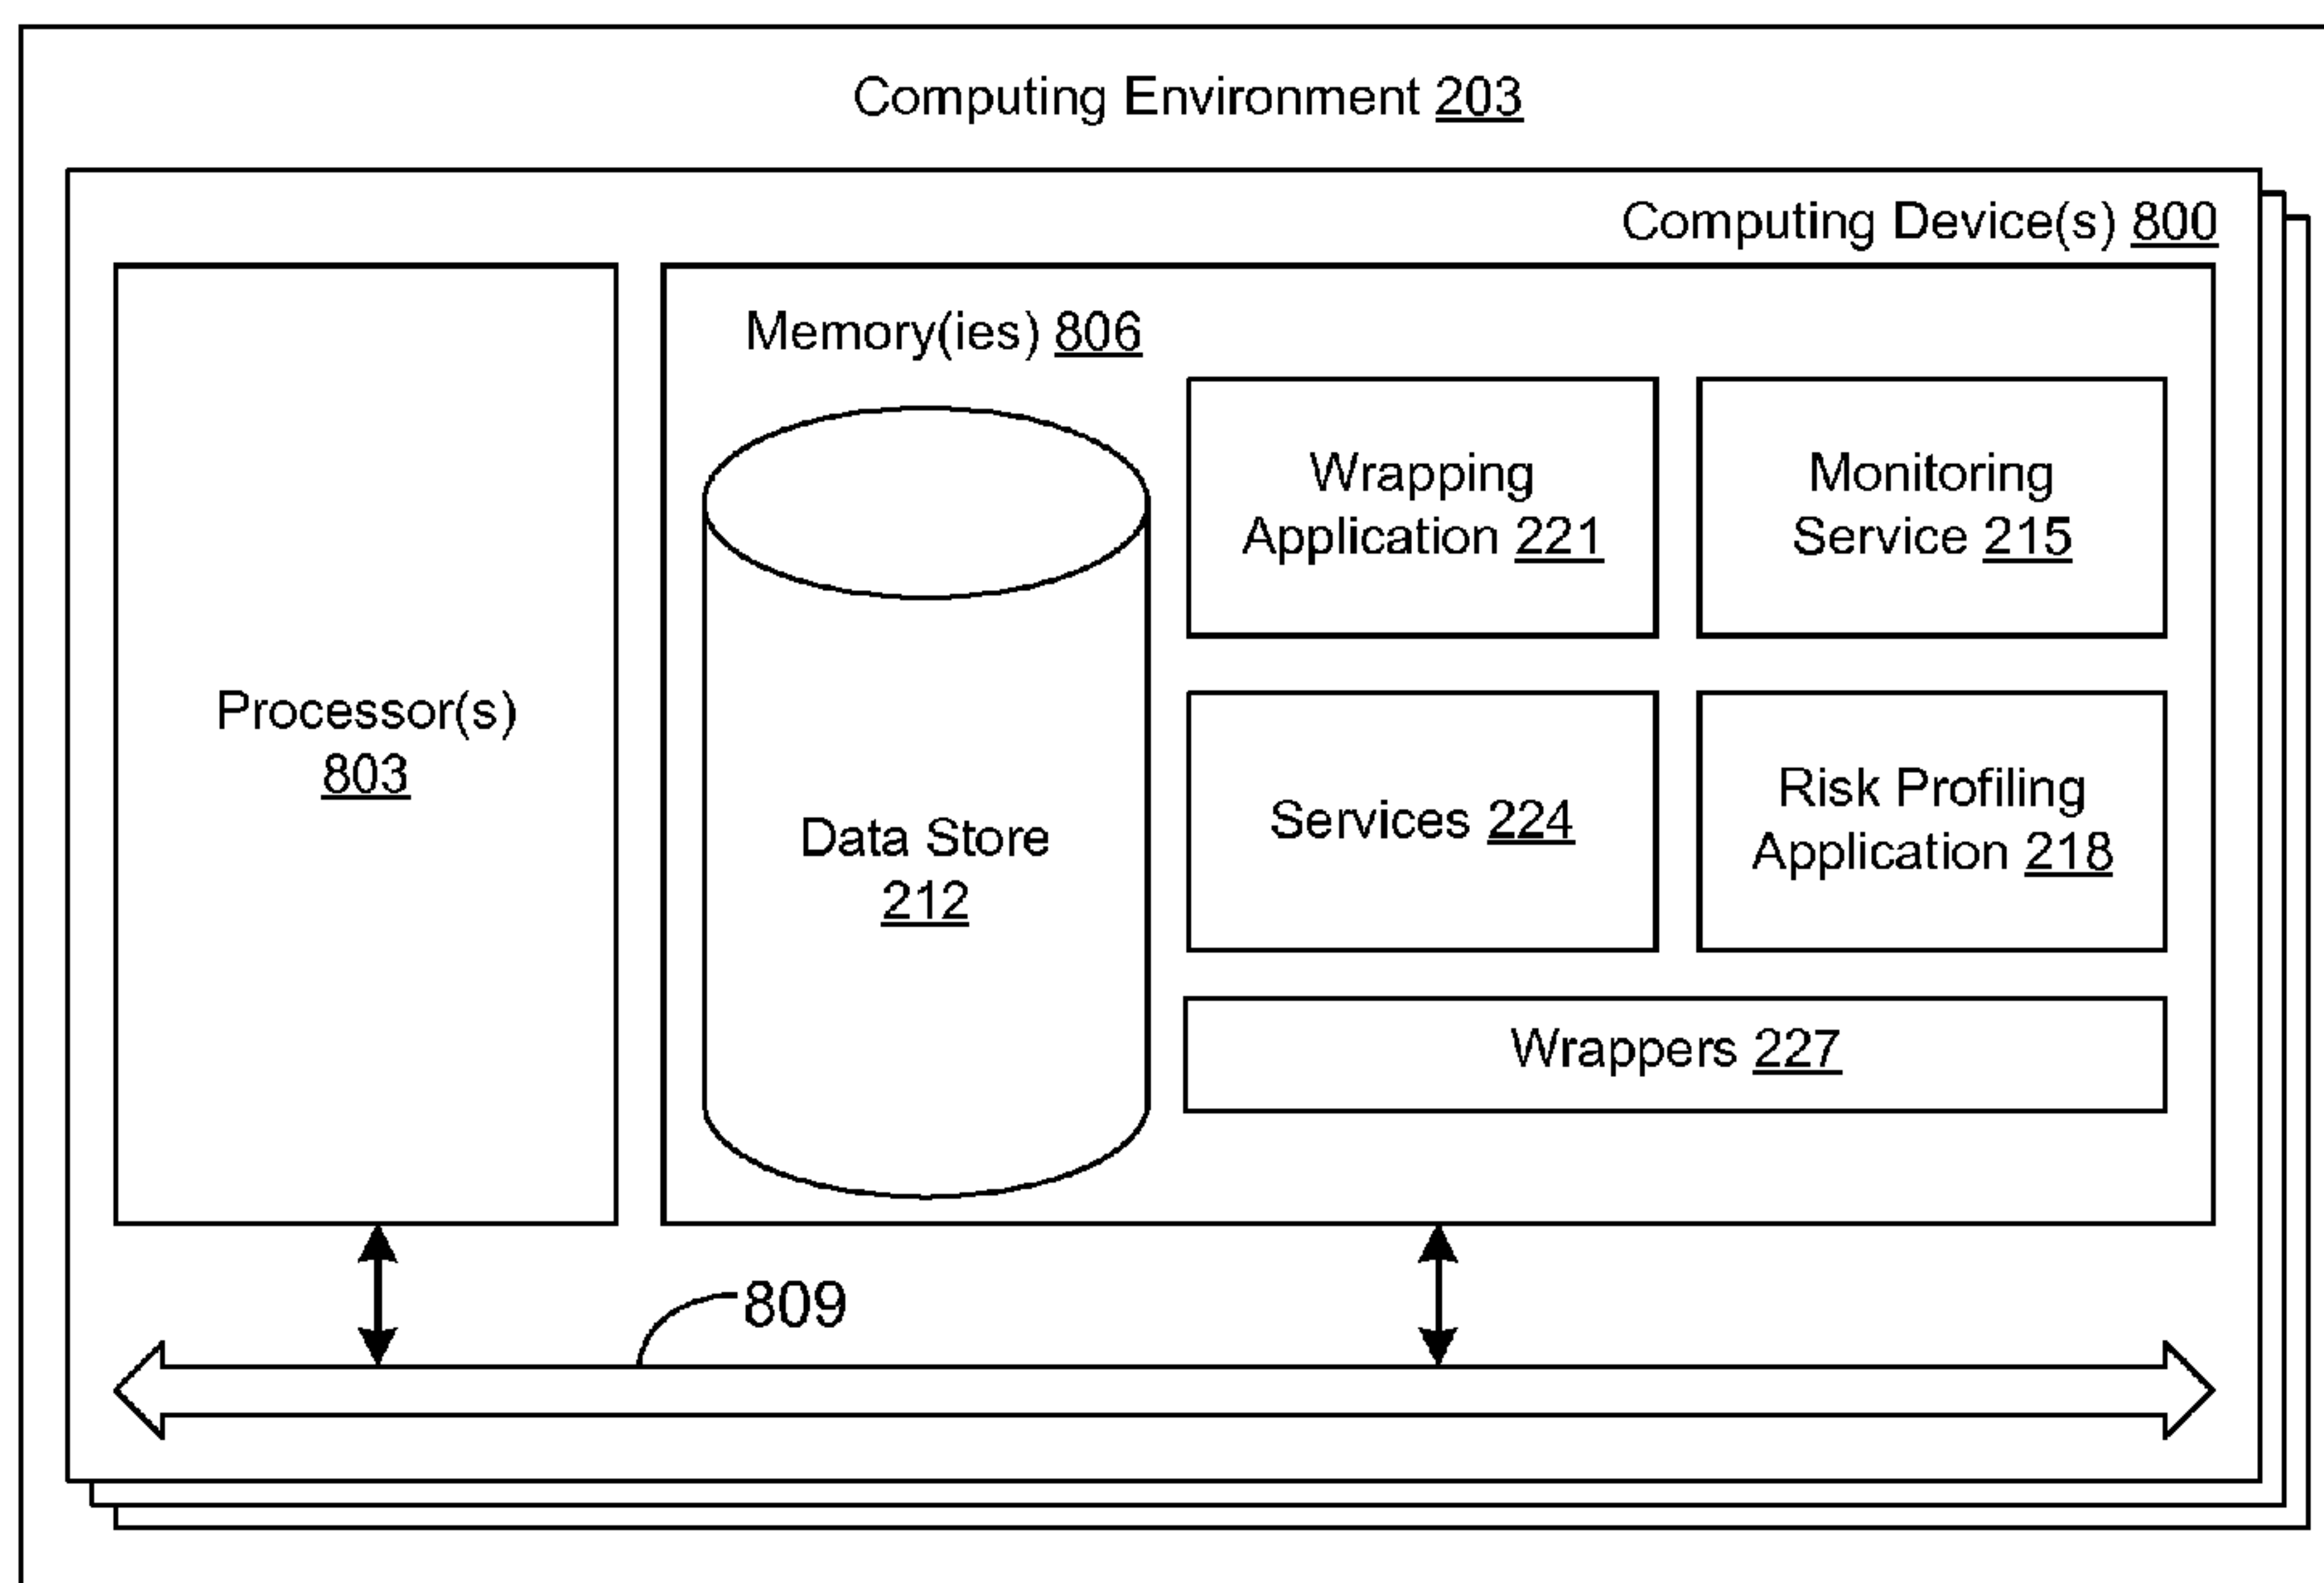 Computing Environment 203
Computing Device(s) 800
Memory(ies) 806
Wrapping
Application 221
Monitoring
Service 215
Processor(s)
803
Data Store
212
Services 224
Risk Profiling
Application 218
Wrappers 227
809